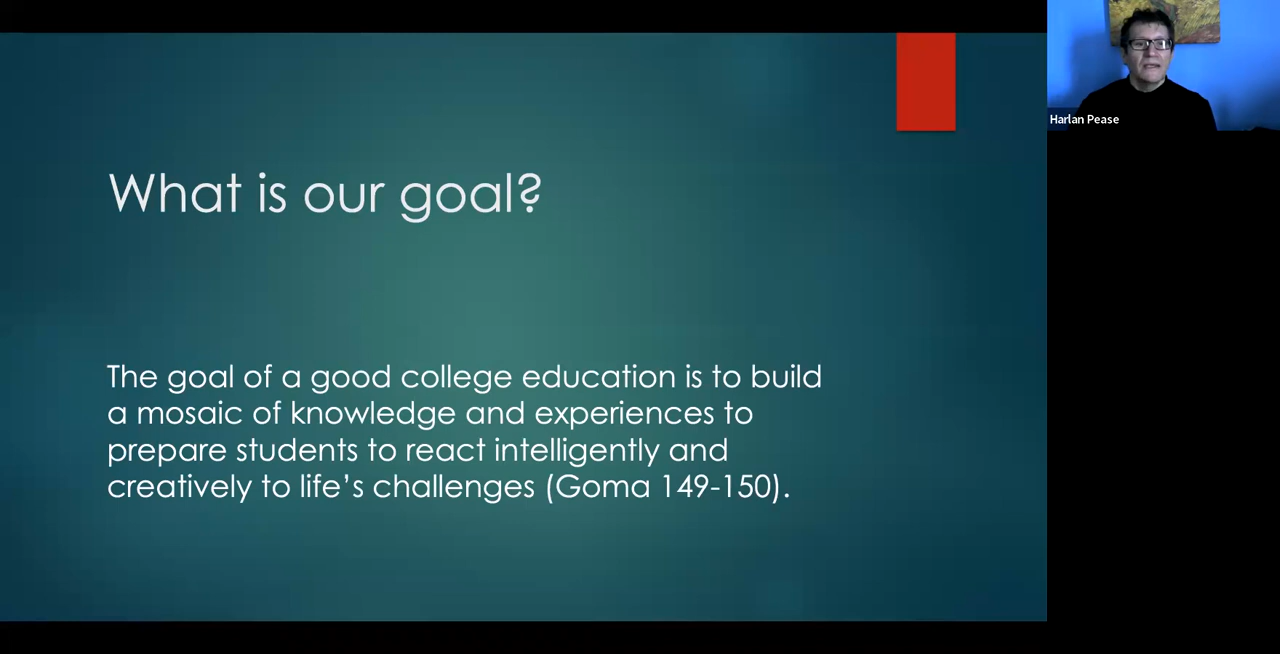 What is our goal?
The goal of a good college education is to build
a mosaic of knowledge and experiences to
prepare students to react intelligently and
creatively to life’s challenges (Goma 149-150).
Harlan Pease